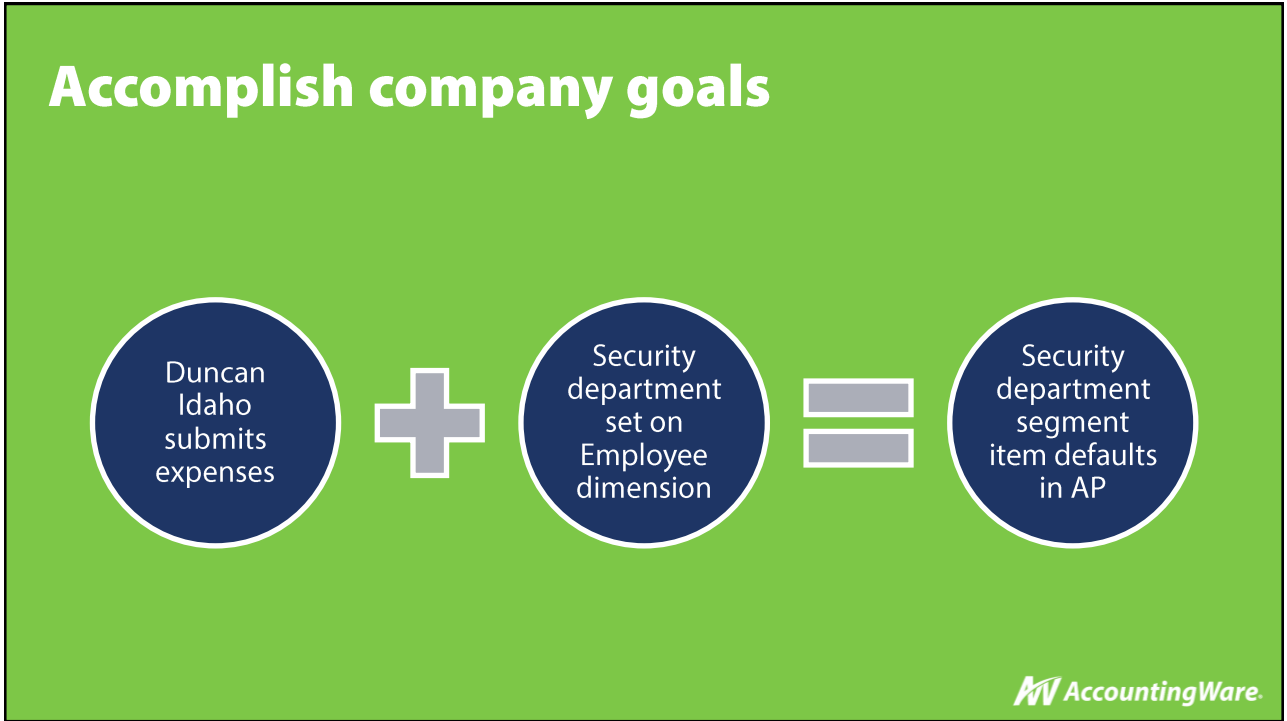 Accomplish company goals
Duncan
Idaho
submits
expenses
Security
department
set on
Employee
dimension
Security
department
segment
item defaults
in AP
AccountingWare®